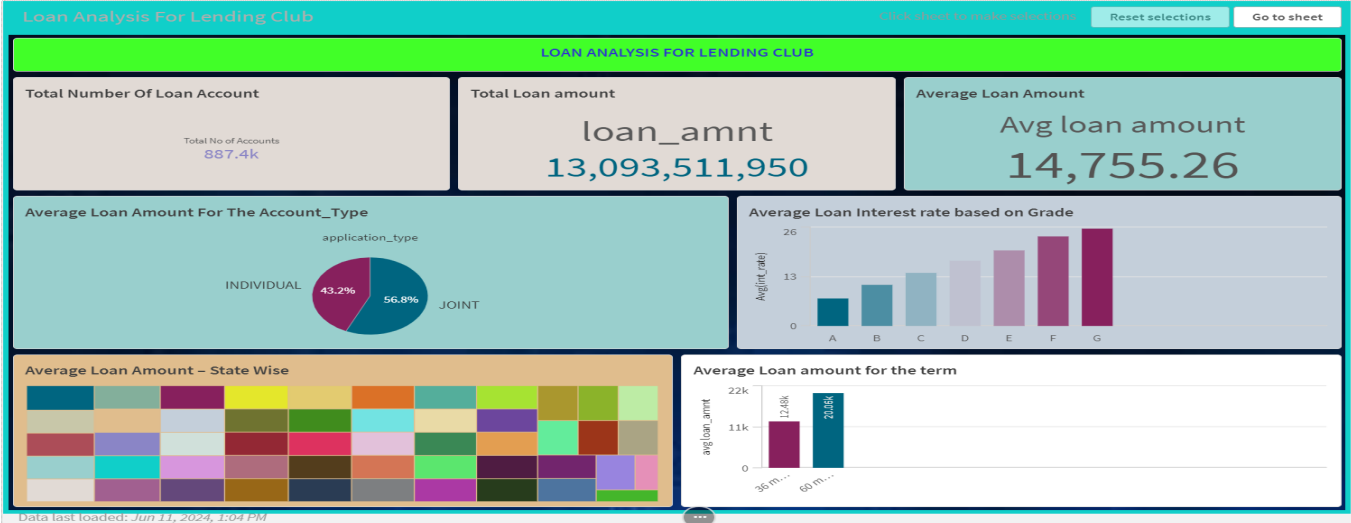 Loan Analysis For Lending Club
Click sheet to make selections
Reset selections
Go to sheet
LOAN ANALYSIS FOR LENDING CLUB
Total Number Of Loan Account
Total No of Accounts
887.4k
Total Loan amount
loan_amnt
13,093,511,950
Average Loan Amount
Avg loan amount
14,755.26
Average Loan Amount For The Account_Type
application_type
INDIVIDUAL
43.2%
56.8%
JOINT
Average Loan Interest rate based on Grade
Avg(int_rate)
26
13
0
A B C D E F G
Average Loan Amount – State Wise
Average Loan amount for the term
avg loan_amnt
22k
11k
0
12.48k
20.06k
36 m...
60 m...
Data last loaded: Jun 11, 2024, 1:04 PM